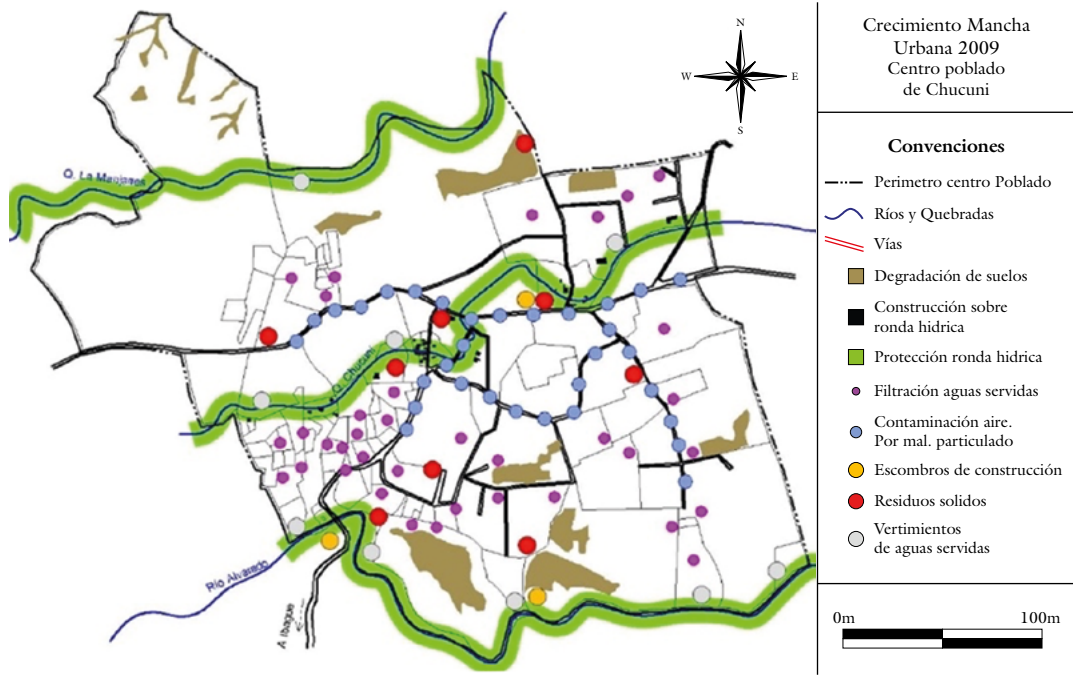 Crecimiento Mancha
Urbana 2009
Centro poblado
de Chucuni
N
W
E
S
Convenciones
Perimetro centro Poblado
Ríos y Quebradas
Vías
Degradación de suelos
Construcción sobre
ronda hidrica
Protección ronda hidrica
Filtración aguas servidas
Contaminación aire.
Por mal. particulado
Escombros de construcción
Residuos solidos
Vertimientos
de aguas servidas
0m
100m
Q. La
Q. Chucuni
Río Alvarado
A Ibague